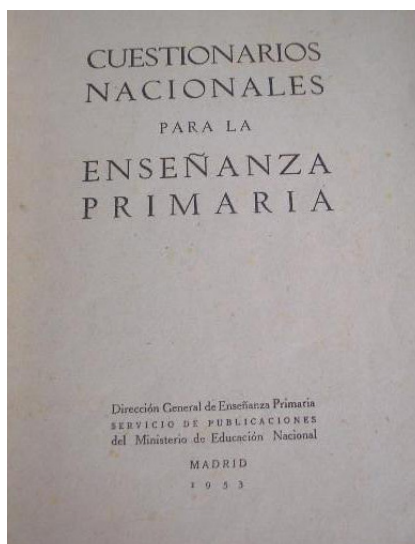 CUESTIONARIOS
NACIONALES
PARA LA
ENSEÑANZA
PRIMARIA
Dirección General de Enseñanza Primaria
SERVICIO DE PUBLICACIONES
del Ministerio de Educación Nacional
MADRID
1953